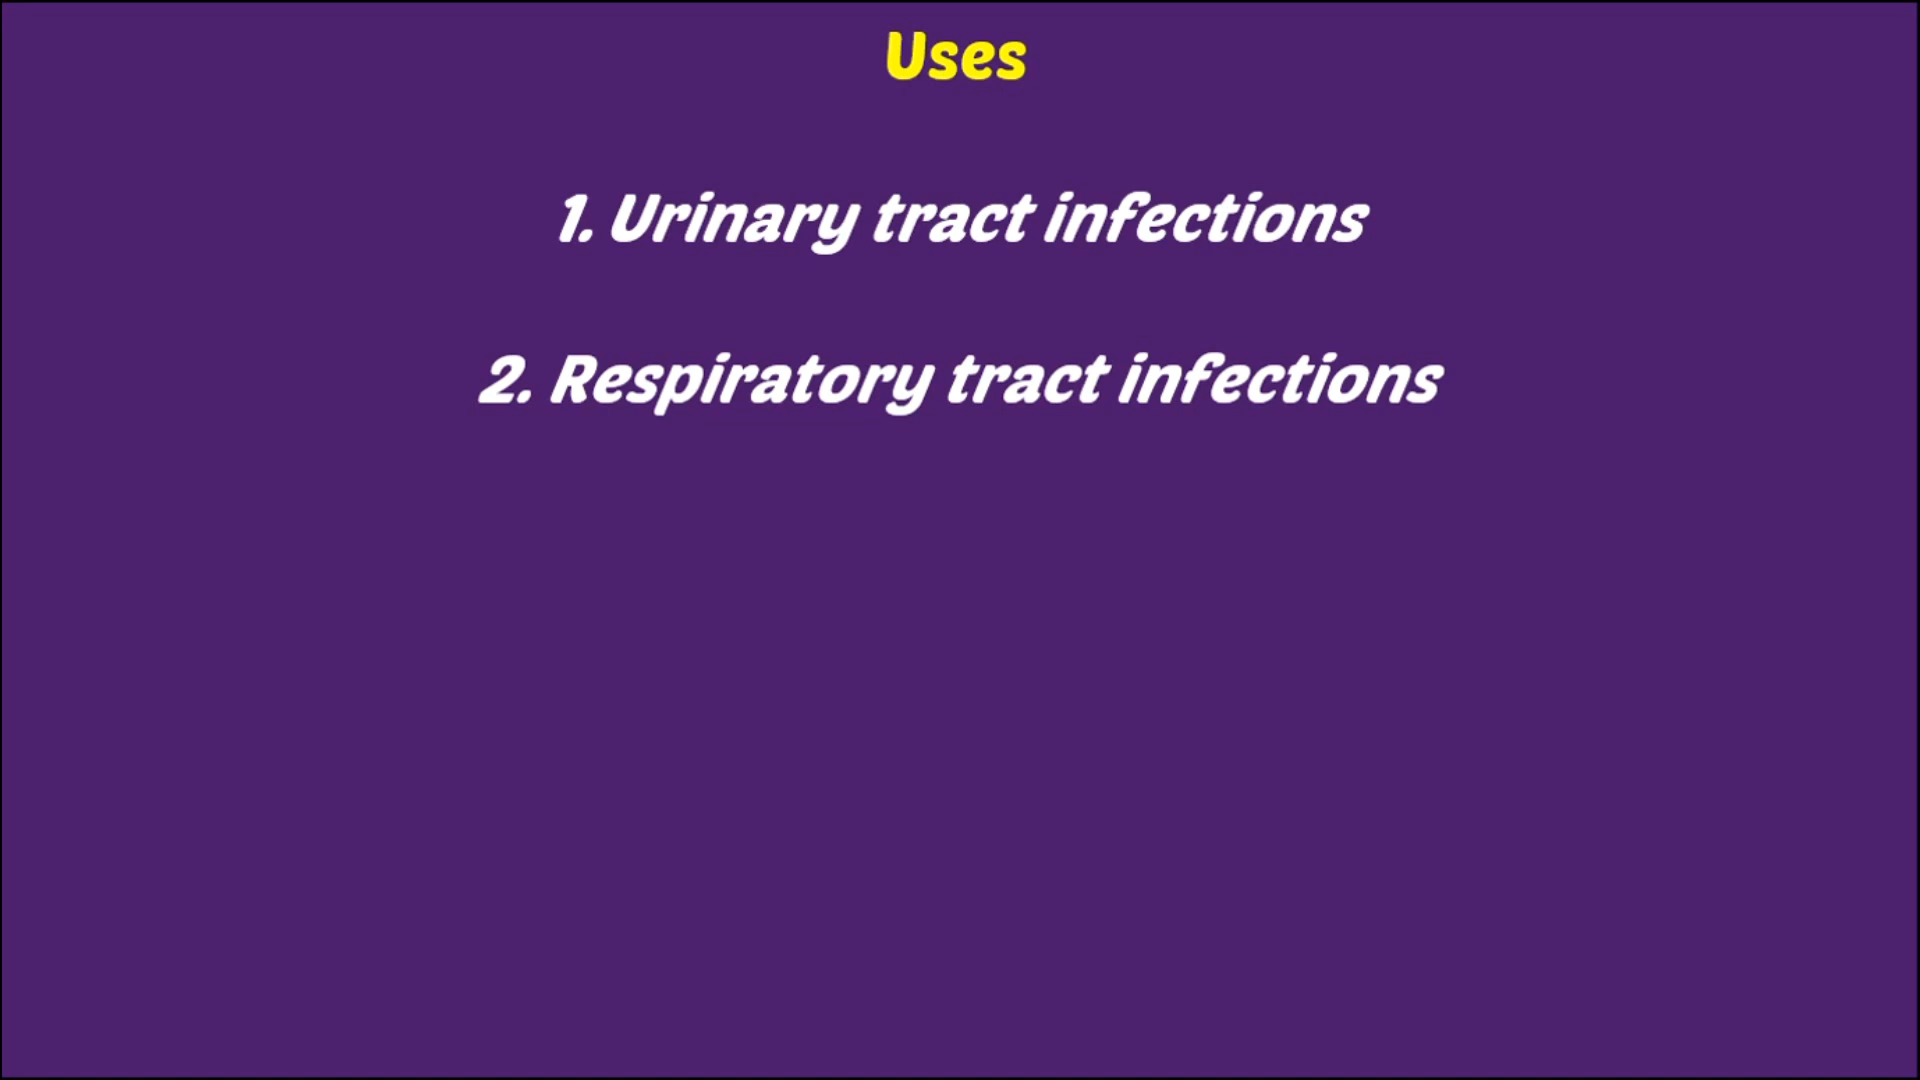 Uses
1. Urinary tract infections
2. Respiratory tract infections